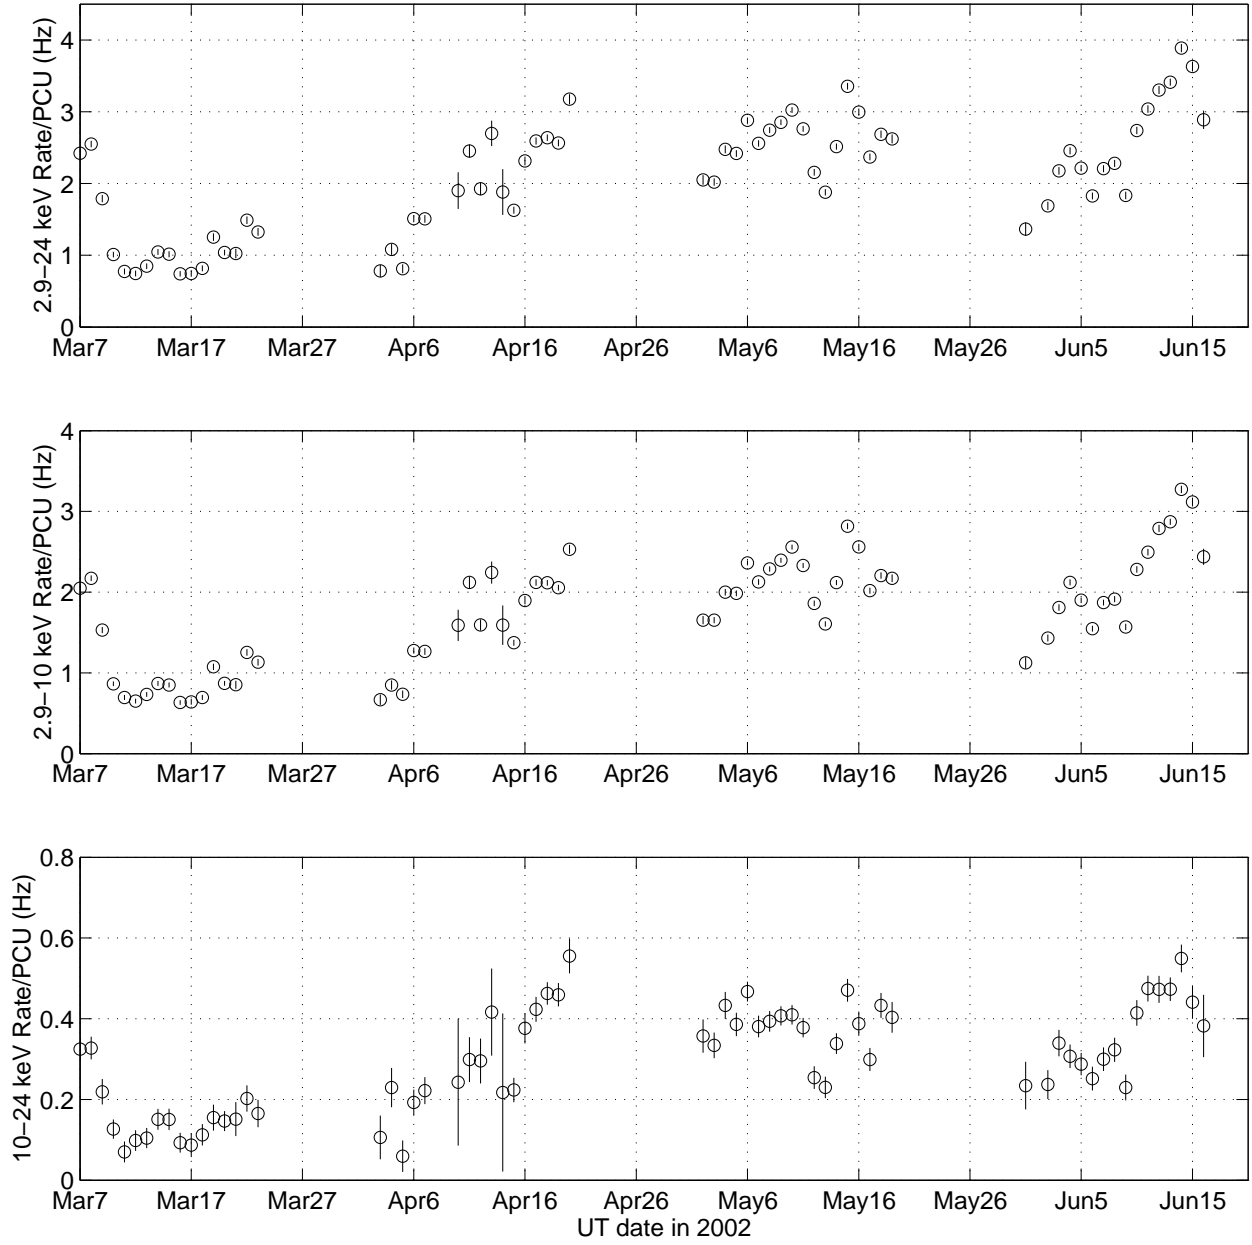 2.9−24 keV Rate/PCU (Hz)
4
3
2
1
0
Mar7 Mar17 Mar27 Apr6 Apr16 Apr26 May6 May16 May26 Jun5 Jun15
2.9−10 keV Rate/PCU (Hz)
4
3
2
1
0
Mar7 Mar17 Mar27 Apr6 Apr16 Apr26 May6 May16 May26 Jun5 Jun15
10−24 keV Rate/PCU (Hz)
0.8
0.6
0.4
0.2
0
Mar7 Mar17 Mar27 Apr6 Apr16 Apr26 May6 May16 May26 Jun5 Jun15
UT date in 2002